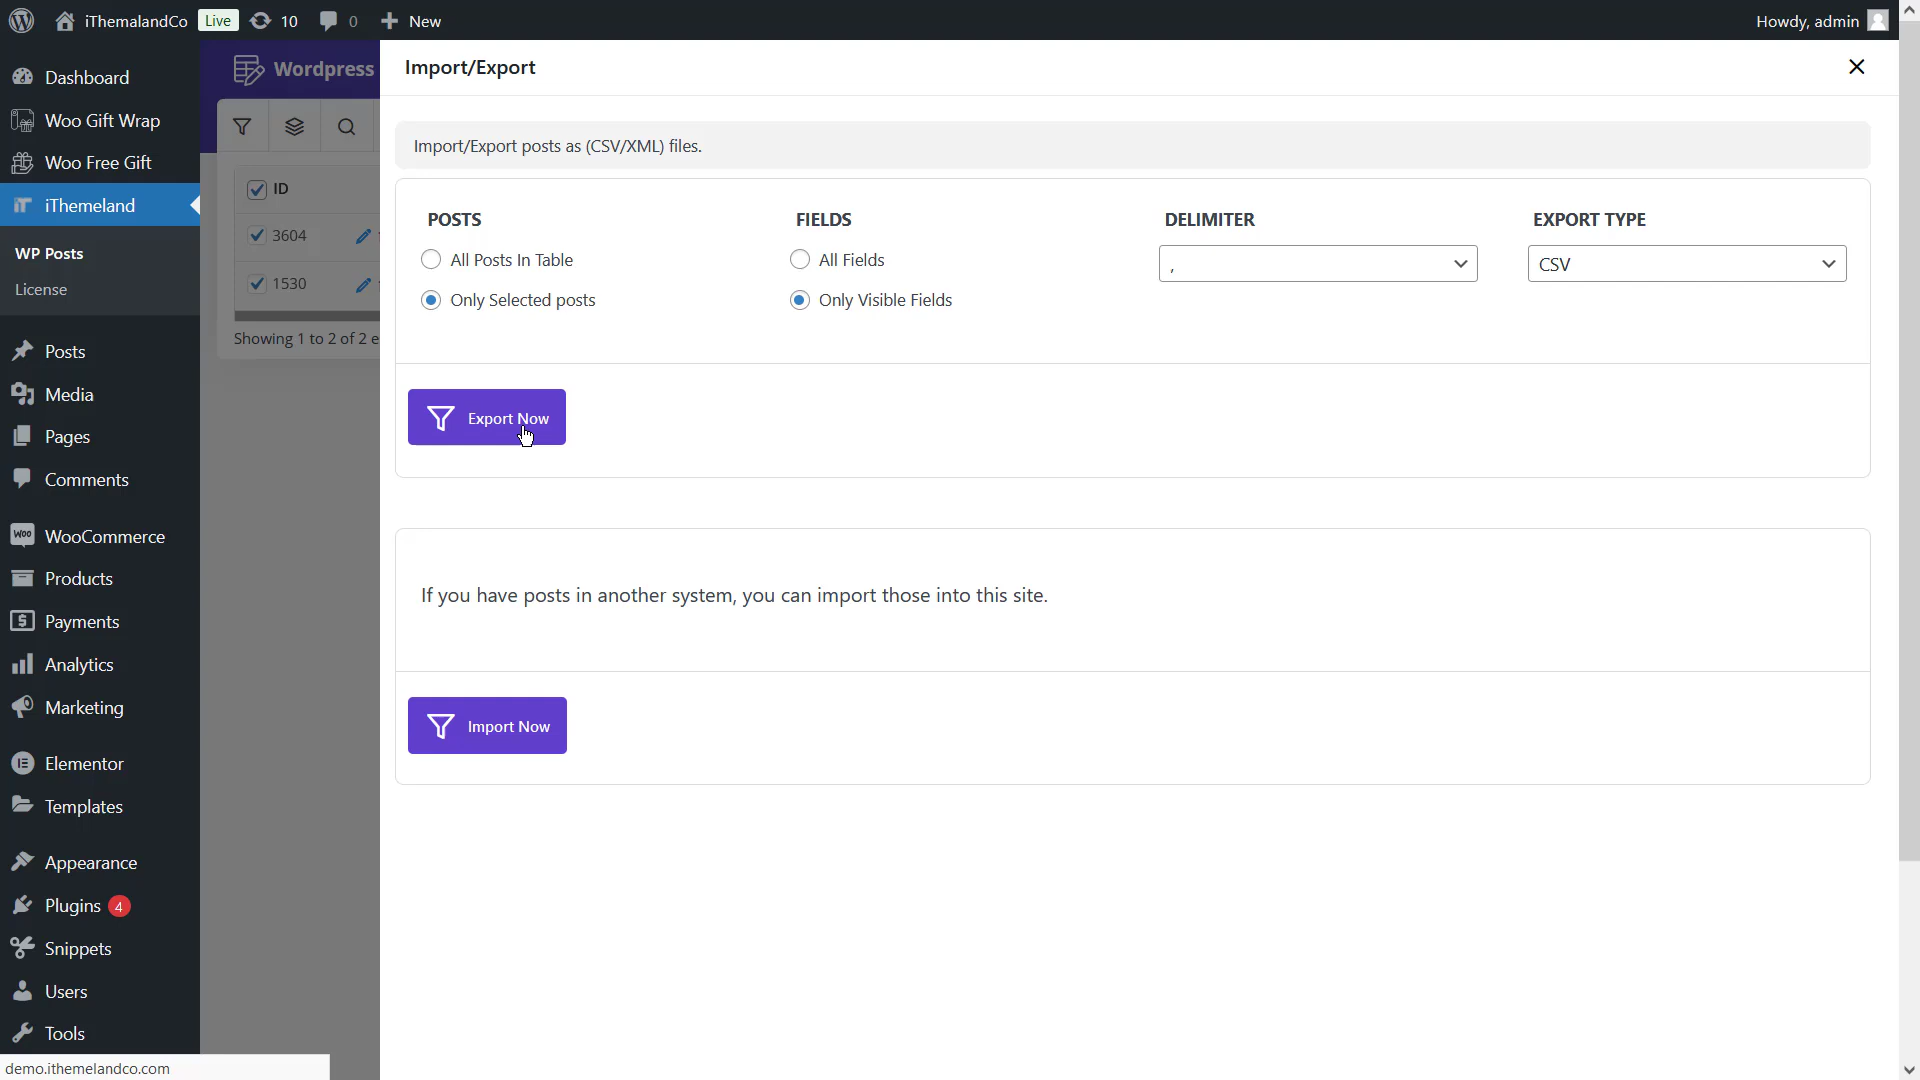 iThemalandCo Live 10 0 New
Howdy, admin
Dashboard
Woo Gift Wrap
Woo Free Gift
iThemeland
WP Posts
License
Posts
Media
Pages
Comments
WooCommerce
Products
Payments
Analytics
Marketing
Elementor
Templates
Appearance
Plugins 4
Snippets
Users
Tools
demo.ithemelandco.com
Wordpress
ID
3604
1530
Showing 1 to 2 of 2 e
Import/Export
Import/Export posts as (CSV/XML) files.
POSTS
All Posts In Table
Only Selected posts
FIELDS
All Fields
Only Visible Fields
DELIMITER
,
EXPORT TYPE
CSV
Export Now
If you have posts in another system, you can import those into this site.
Import Now